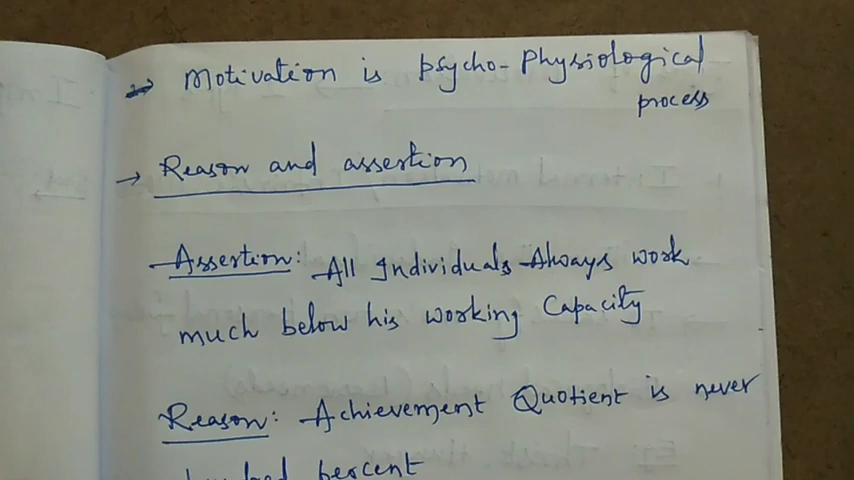 → Motivation is psycho-Physiological
process
→ Reason and assertion
Assertion: All Individuals Always work
much below his working Capacity
Reason: Achievement Quotient is never
percent